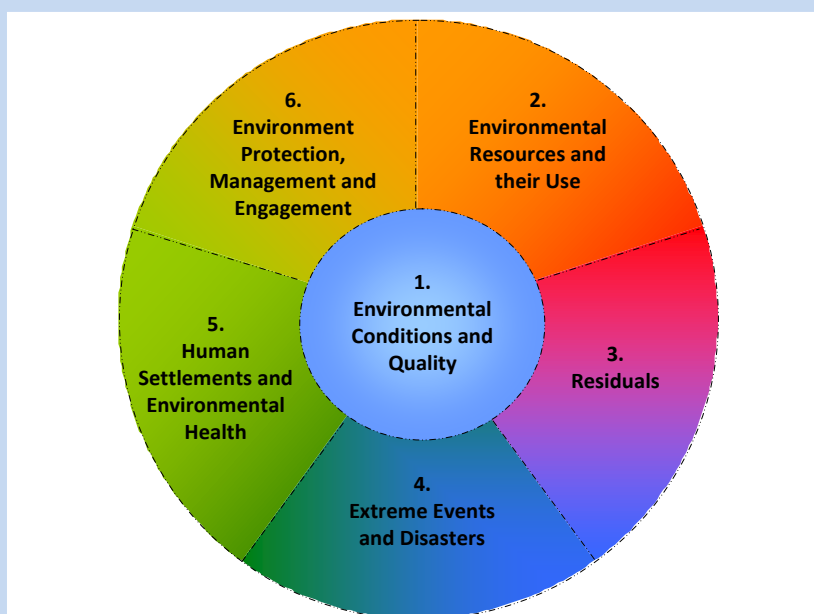 1.
Environmental
Conditions and
Quality
2.
Environmental
Resources and
their Use
3.
Residuals
4.
Extreme Events
and Disasters
5.
Human
Settlements and
Environmental
Health
6.
Environment
Protection,
Management and
Engagement